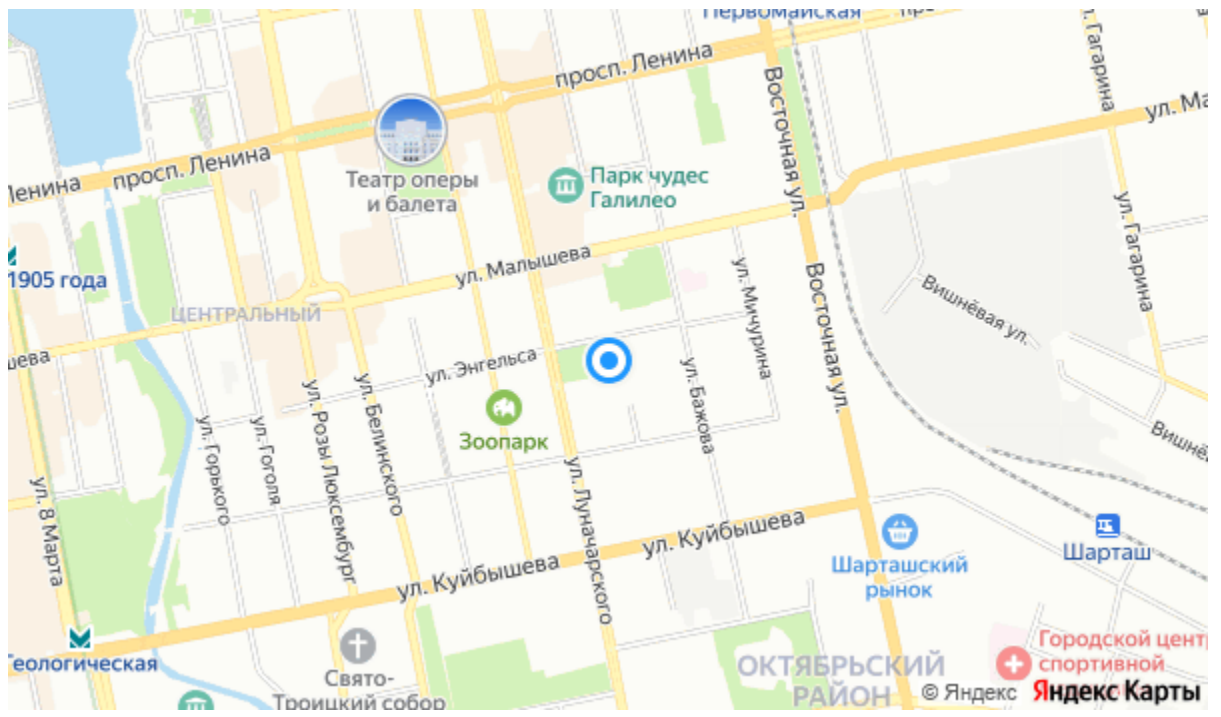 Первомайская
просп. Ленина
ул. Гагарина
ул. Ма
Восточная ул.
просп. Ленина
Ленина
Театр оперы
и балета
Парк чудес
Галилео
ул. Гагарина
1905 года
ул. Малышева
ЦЕНТРАЛЬНЫЙ
ул. Мичурина
Восточная ул.
Вишнёвая ул.
шева
ул. Энгельса
ул. Бажова
ул. Розы Люксембург
ул. Белинского
Зоопарк
ул. Горького
ул. Гоголя
Вишнё
ул. 8 Марта
ул. Луначарского
ул. Куйбышева
ул. Куйбышева
Шарташский
рынок
Шарташ
Геологическая
Свято-
Троицкий собор
ОКТЯБРЬСКИЙ
РАЙОН
Городской цент
спортивной
© Яндекс Яндекс Карты